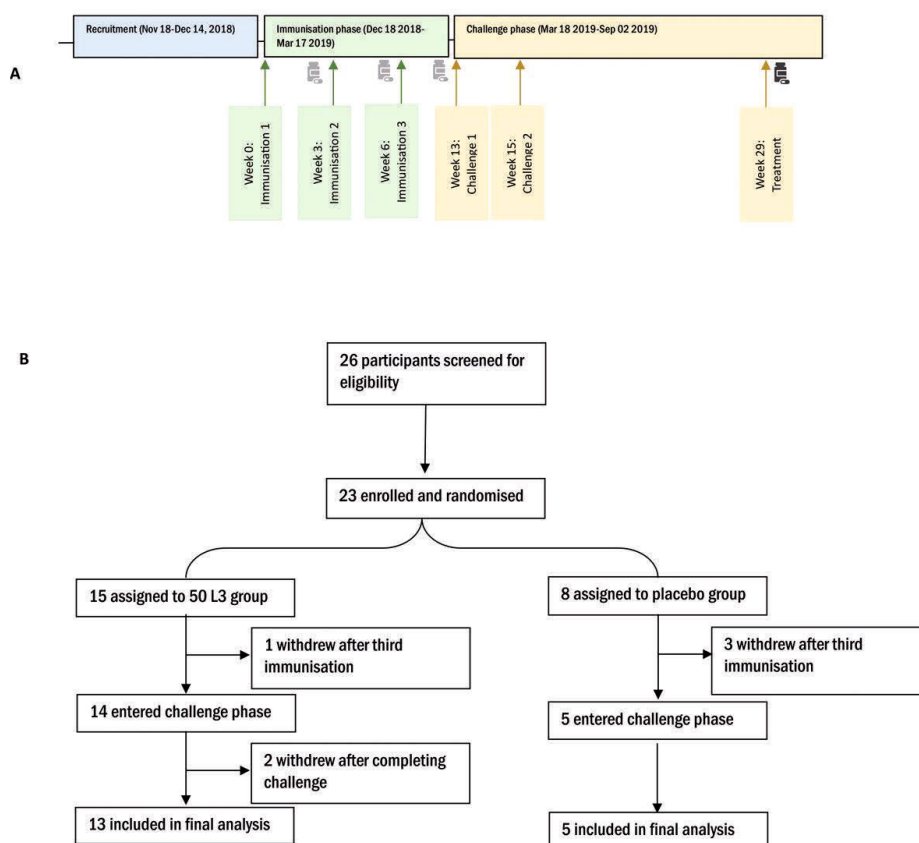 Recruitment (Nov 18-Dec 14, 2018)
Immunisation phase (Dec 18 2018-
Mar 17 2019)
Challenge phase (Mar 18 2019-Sep 02 2019)
A
Week 0:
Immunisation 1
Week 3:
Immunisation 2
Week 6:
Immunisation 3
Week 13:
Challenge 1
Week 15:
Challenge 2
Week 29:
Treatment
B
26 participants screened for
eligibility
23 enrolled and randomised
15 assigned to 50 L3 group
8 assigned to placebo group
1 withdrew after third
immunisation
3 withdrew after third
immunisation
14 entered challenge phase
5 entered challenge phase
2 withdrew after completing
challenge
13 included in final analysis
5 included in final analysis